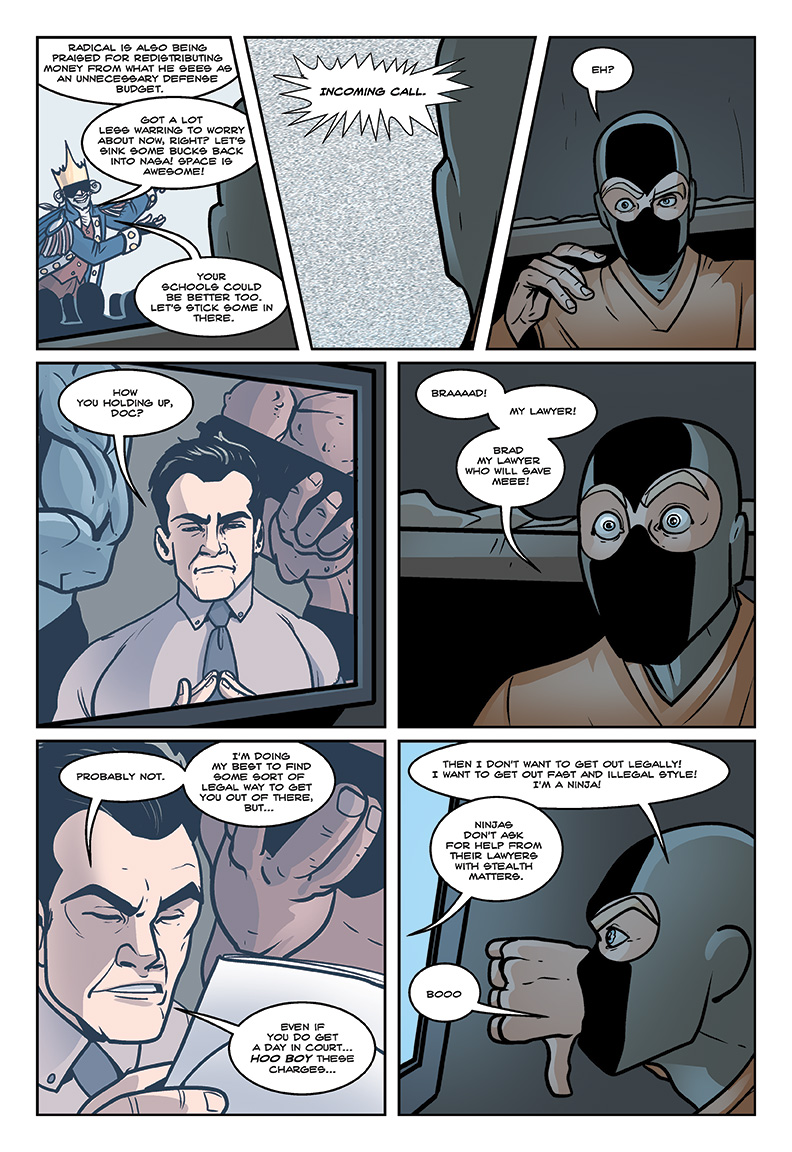 RADICAL IS ALSO BEING
PRAISED FOR REDISTRIBUTING
MONEY FROM WHAT HE SEES AS
AN UNNECESSARY DEFENSE
BUDGET.
GOT A LOT
LESS WARRING TO WORRY
ABOUT NOW, RIGHT? LET'S
SINK SOME BUCKS BACK
INTO NASA! SPACE IS
AWESOME!
YOUR
SCHOOLS COULD
BE BETTER TOO.
LET'S STICK SOME IN
THERE.
INCOMING CALL.
EH?
HOW
YOU HOLDING UP,
DOC?
BRAAAAD!
MY LAWYER!
BRAD
MY LAWYER
WHO WILL SAVE
MEEE!
PROBABLY NOT.
I'M DOING
MY BEST TO FIND
SOME SORT OF
LEGAL WAY TO GET
YOU OUT OF THERE,
BUT...
EVEN IF
YOU DO GET
A DAY IN COURT...
HOO BOY THESE
CHARGES...
THEN I DON'T WANT TO GET OUT LEGALLY!
I WANT TO GET OUT FAST AND ILLEGAL STYLE!
I'M A NINJA!
NINJAS
DON'T ASK
FOR HELP FROM
THEIR LAWYERS
WITH STEALTH
MATTERS.
BOOO